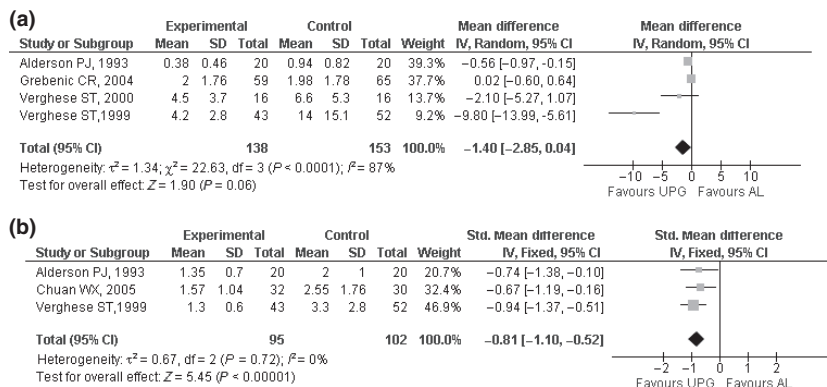 (a)
Experimental Control Mean difference Mean difference
Study or Subgroup Mean SD Total Mean SD Total Weight IV, Random, 95% CI IV, Random, 95% CI
Alderson PJ, 1993 0.38 0.46 20 0.94 0.82 20 39.3% −0.56 [−0.97, −0.15]
Grebenic CR, 2004 2 1.76 59 1.98 1.78 65 37.7% 0.02 [−0.60, 0.64]
Verghese ST, 2000 4.5 3.7 16 6.6 5.3 16 13.7% −2.10 [−5.27, 1.07]
Verghese ST,1999 4.2 2.8 43 14 15.1 52 9.2% −9.80 [−13.99, −5.61]
Total (95% CI) 138 153 100.0% −1.40 [−2.85, 0.04]
Heterogeneity: τ² = 1.34; χ² = 22.63, df = 3 (P < 0.0001); I² = 87%
Test for overall effect: Z = 1.90 (P = 0.06)
−10 −5 0 5 10
Favours UPG Favours AL
(b)
Experimental Control Std. Mean difference Std. Mean difference
Study or Subgroup Mean SD Total Mean SD Total Weight IV, Fixed, 95% CI IV, Fixed, 95% CI
Alderson PJ, 1993 1.35 0.7 20 2 1 20 20.7% −0.74 [−1.38, −0.10]
Chuan WX, 2005 1.57 1.04 32 2.55 1.76 30 32.4% −0.67 [−1.19, −0.16]
Verghese ST,1999 1.3 0.6 43 3.3 2.8 52 46.9% −0.94 [−1.37, −0.51]
Total (95% CI) 95 102 100.0% −0.81 [−1.10, −0.52]
Heterogeneity: τ² = 0.67, df = 2 (P = 0.72); I² = 0%
Test for overall effect: Z = 5.45 (P < 0.00001)
−2 −1 0 1 2
Favours UPG Favours AL